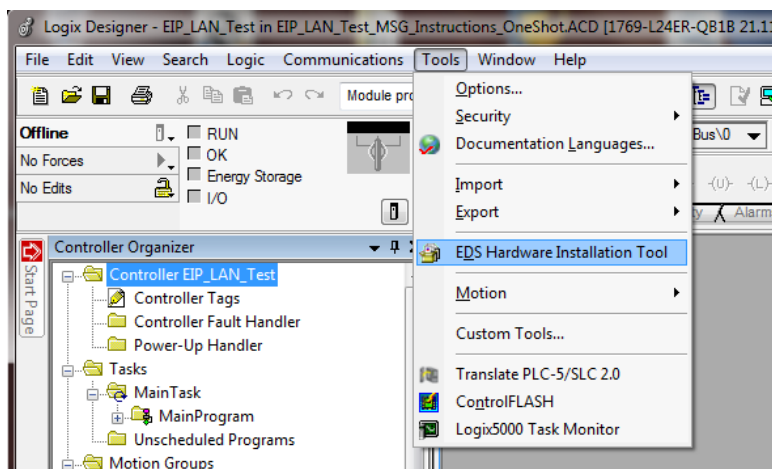 Logix Designer - EIP_LAN_Test in EIP_LAN_Test_MSG_Instructions_OneShot.ACD [1769-L24ER-QB1B 21.11
File Edit View Search Logic Communications Tools Window Help
Module pro
Offline
RUN
No Forces
OK
Energy Storage
No Edits
I/O
Bus\0
-(U)- -(L)-
Alarm
Start Page
Controller Organizer
Controller EIP_LAN_Test
Controller Tags
Controller Fault Handler
Power-Up Handler
Tasks
MainTask
MainProgram
Unscheduled Programs
Motion Groups
Options...
Security
Documentation Languages...
Import
Export
EDS Hardware Installation Tool
Motion
Custom Tools...
Translate PLC-5/SLC 2.0
ControlFLASH
Logix5000 Task Monitor